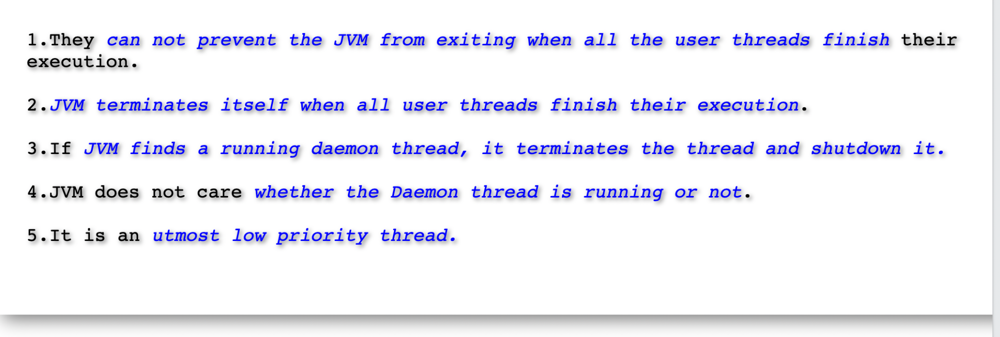 1.They can not prevent the JVM from exiting when all the user threads finish their
execution.
2.JVM terminates itself when all user threads finish their execution.
3.If JVM finds a running daemon thread, it terminates the thread and shutdown it.
4.JVM does not care whether the Daemon thread is running or not.
5.It is an utmost low priority thread.